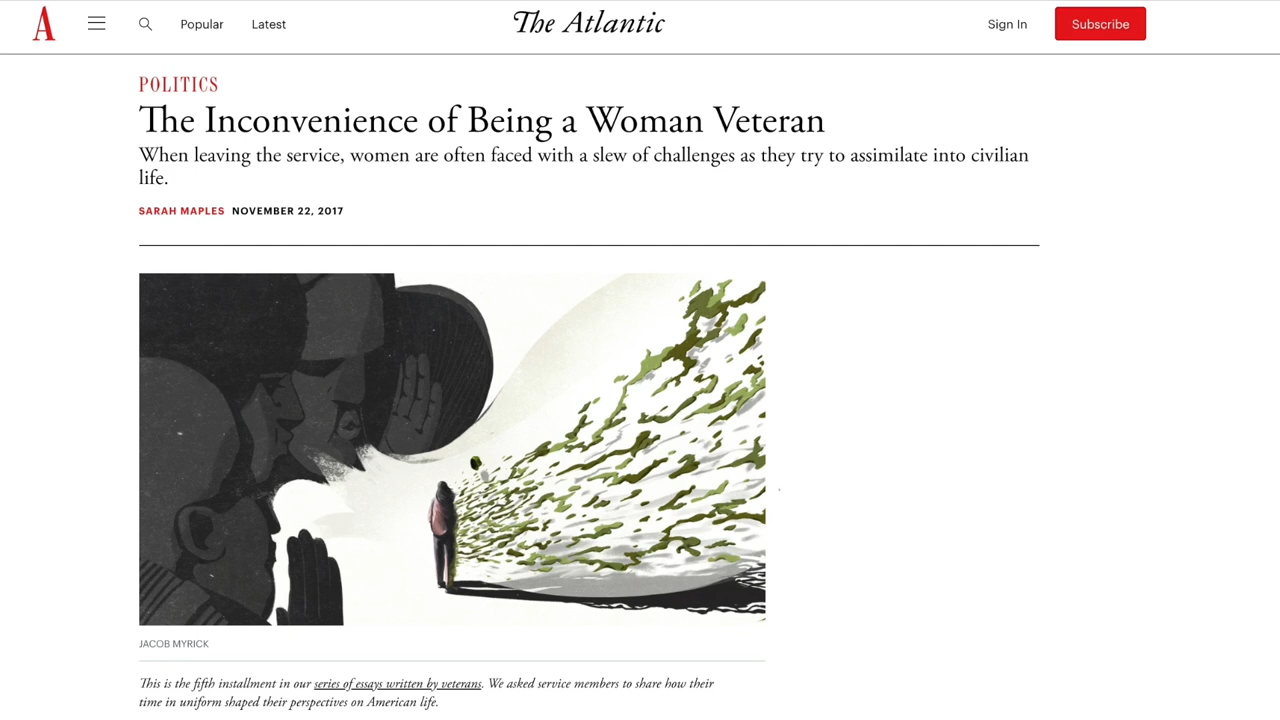 A Popular Latest The Atlantic Sign In Subscribe
POLITICS
The Inconvenience of Being a Woman Veteran
When leaving the service, women are often faced with a slew of challenges as they try to assimilate into civilian
life.
SARAH MAPLES NOVEMBER 22, 2017
JACOB MYRICK
This is the fifth installment in our series of essays written by veterans. We asked service members to share how their
time in uniform shaped their perspectives on American life.